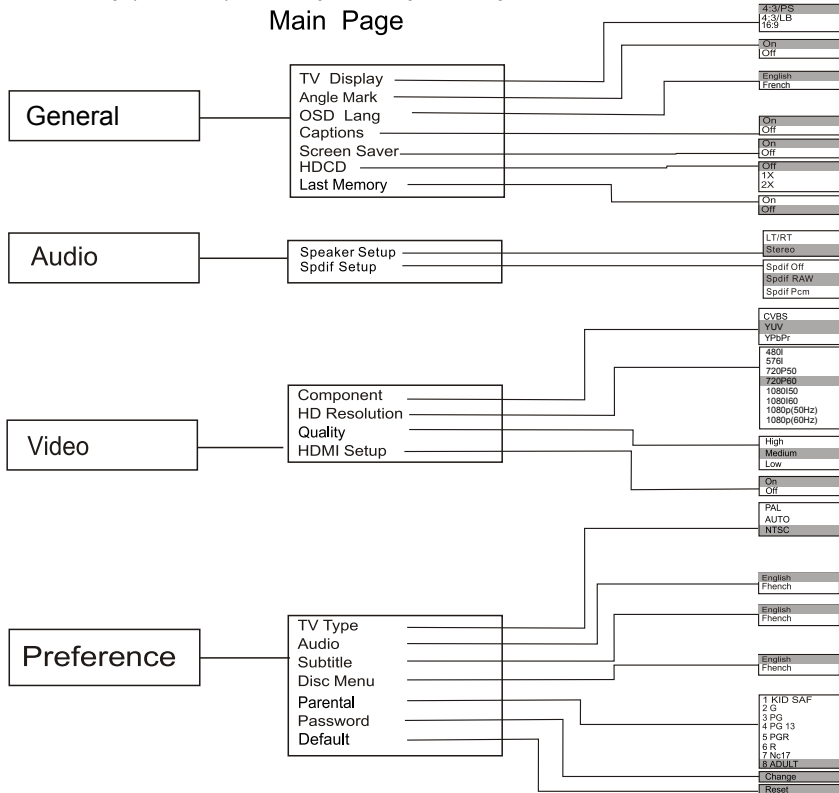 Main Page
General
TV Display
Angle Mark
OSD Lang
Captions
Screen Saver
HDCD
Last Memory
4:3/PS
4:3/LB
16:9
On
Off
English
French
On
Off
On
Off
Off
1X
2X
On
Off
Audio
Speaker Setup
Spdif Setup
LT/RT
Stereo
Spdif Off
Spdif RAW
Spdif Pcm
Video
Component
HD Resolution
Quality
HDMI Setup
CVBS
YUV
YPbPr
480I
576I
720P50
720P60
1080I50
1080I60
1080p(50Hz)
1080p(60Hz)
High
Medium
Low
On
Off
Preference
TV Type
Audio
Subtitle
Disc Menu
Parental
Password
Default
PAL
AUTO
NTSC
English
Fhench
English
Fhench
English
Fhench
1 KID SAF
2 G
3 PG
4 PG 13
5 PGR
6 R
7 Nc17
8 ADULT
Change
Reset